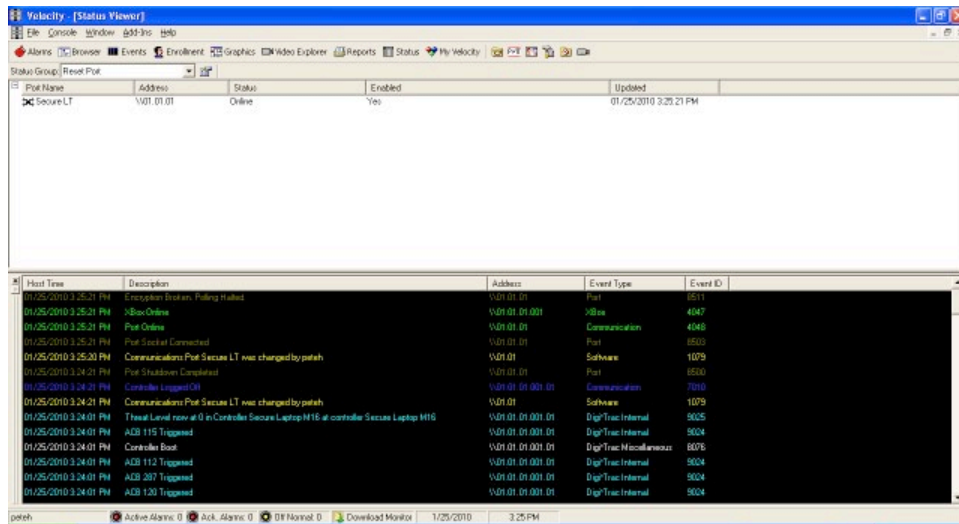 Velocity - [Status Viewer]
File Console Window Add-Ins Help
Alarms Browser Events Enrollment Graphics Video Explorer Reports Status My Velocity
Status Group: Reset Port
Port Name Address Status Enabled Updated
Secure LT \\01.01.01 Online Yes 01/25/2010 3:25:21 PM
Host Time Description Address Event Type Event ID
01/25/2010 3:25:21 PM Encryption Broken. Polling Halted. \\01.01.01 Port 8511
01/25/2010 3:25:21 PM XBox Online \\01.01.01.001 XBox 4047
01/25/2010 3:25:21 PM Port Online \\01.01.01 Communication 4048
01/25/2010 3:25:21 PM Port Socket Connected \\01.01.01 Port 8503
01/25/2010 3:25:20 PM Communications Port Secure LT was changed by peteh \\01.01 Software 1079
01/25/2010 3:24:21 PM Port Shutdown Completed \\01.01.01 Port 8500
01/25/2010 3:24:21 PM Controller Logged Off \\01.01.01.001.01 Communication 7010
01/25/2010 3:24:21 PM Communications Port Secure LT was changed by peteh \\01.01 Software 1079
01/25/2010 3:24:01 PM Threat Level now at 0 in Controller Secure Laptop M16 at controller Secure Laptop M16 \\01.01.01.001.01 Digi*Trac Internal 9025
01/25/2010 3:24:01 PM ACB 115 Triggered \\01.01.01.001.01 Digi*Trac Internal 9024
01/25/2010 3:24:01 PM Controller Boot \\01.01.01.001.01 Digi*Trac Miscellaneous 8076
01/25/2010 3:24:01 PM ACB 112 Triggered \\01.01.01.001.01 Digi*Trac Internal 9024
01/25/2010 3:24:01 PM ACB 287 Triggered \\01.01.01.001.01 Digi*Trac Internal 9024
01/25/2010 3:24:01 PM ACB 120 Triggered \\01.01.01.001.01 Digi*Trac Internal 9024
peteh Active Alarms: 0 Ack. Alarms: 0 Off Normal: 0 Download Monitor 1/25/2010 3:25 PM